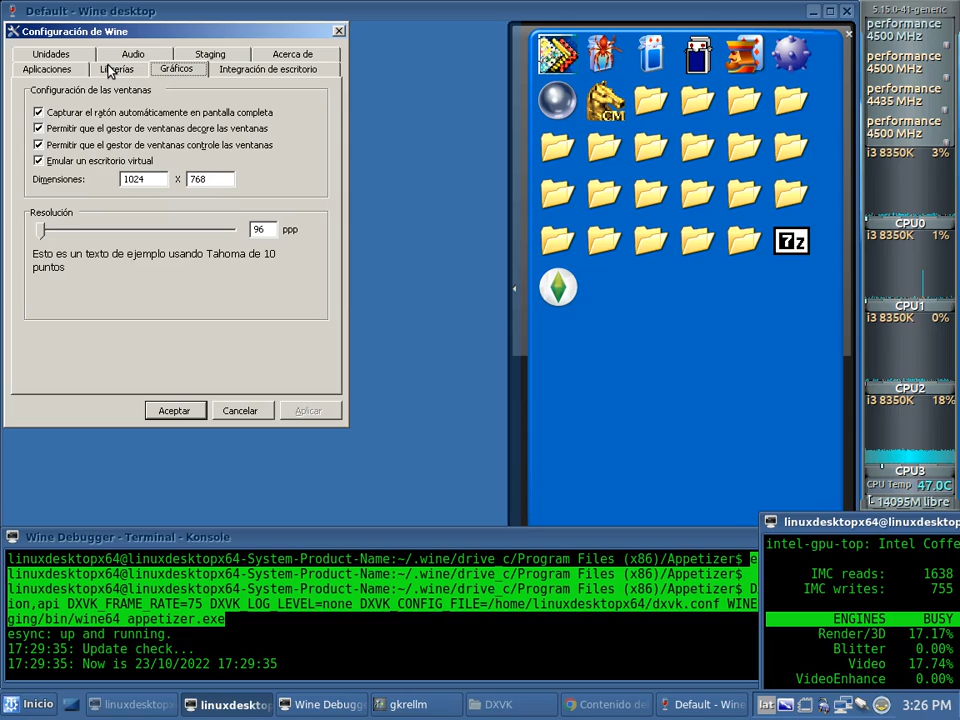 Default - Wine desktop
Configuración de Wine
Unidades Audio Staging Acerca de
Aplicaciones Gráficos Integración de escritorio
Configuración de las ventanas
Capturar el ratón automáticamente en pantalla completa
Permitir que el gestor de ventanas decore las ventanas
Permitir que el gestor de ventanas controle las ventanas
Emular un escritorio virtual
Dimensiones: 1024 X 768
Resolución
96 ppp
Esto es un texto de ejemplo usando Tahoma de 10
puntos
Aceptar Cancelar Aplicar
CM
7z
5.15.0-41-generic
performance
4500 MHz
performance
4500 MHz
performance
4435 MHz
performance
4500 MHz
i3 8350K 3%
CPU0
i3 8350K 1%
CPU1
i3 8350K 0%
CPU2
i3 8350K 18%
CPU3
CPU Temp 47.0C
14095M libre
Wine Debugger - Terminal - Konsole
linuxdesktopx64@linuxdesktopx64-System-Product-Name:~/.wine/drive_c/Program Files (x86)/Appetizer$ e
linuxdesktopx64@linuxdesktopx64-System-Product-Name:~/.wine/drive_c/Program Files (x86)/Appetizer$
linuxdesktopx64@linuxdesktopx64-System-Product-Name:~/.wine/drive_c/Program Files (x86)/Appetizer$ D
ion,api DXVK_FRAME_RATE=75 DXVK_LOG_LEVEL=none DXVK_CONFIG_FILE=/home/linuxdesktopx64/dxvk.conf WINE
ging/bin/wine64 appetizer.exe
esync: up and running.
17:29:35: Update check...
17:29:35: Now is 23/10/2022 17:29:35
linuxdesktopx64@linuxdesktop
intel-gpu-top: Intel Coffe
IMC reads: 1638
IMC writes: 755
ENGINES BUSY
Render/3D 17.17%
Blitter 0.00%
Video 17.74%
VideoEnhance 0.00%
Inicio linuxdesktop linuxdeskto Wine Debugg gkrellm DXVK Contenido de Default - Wine lat 3:26 PM